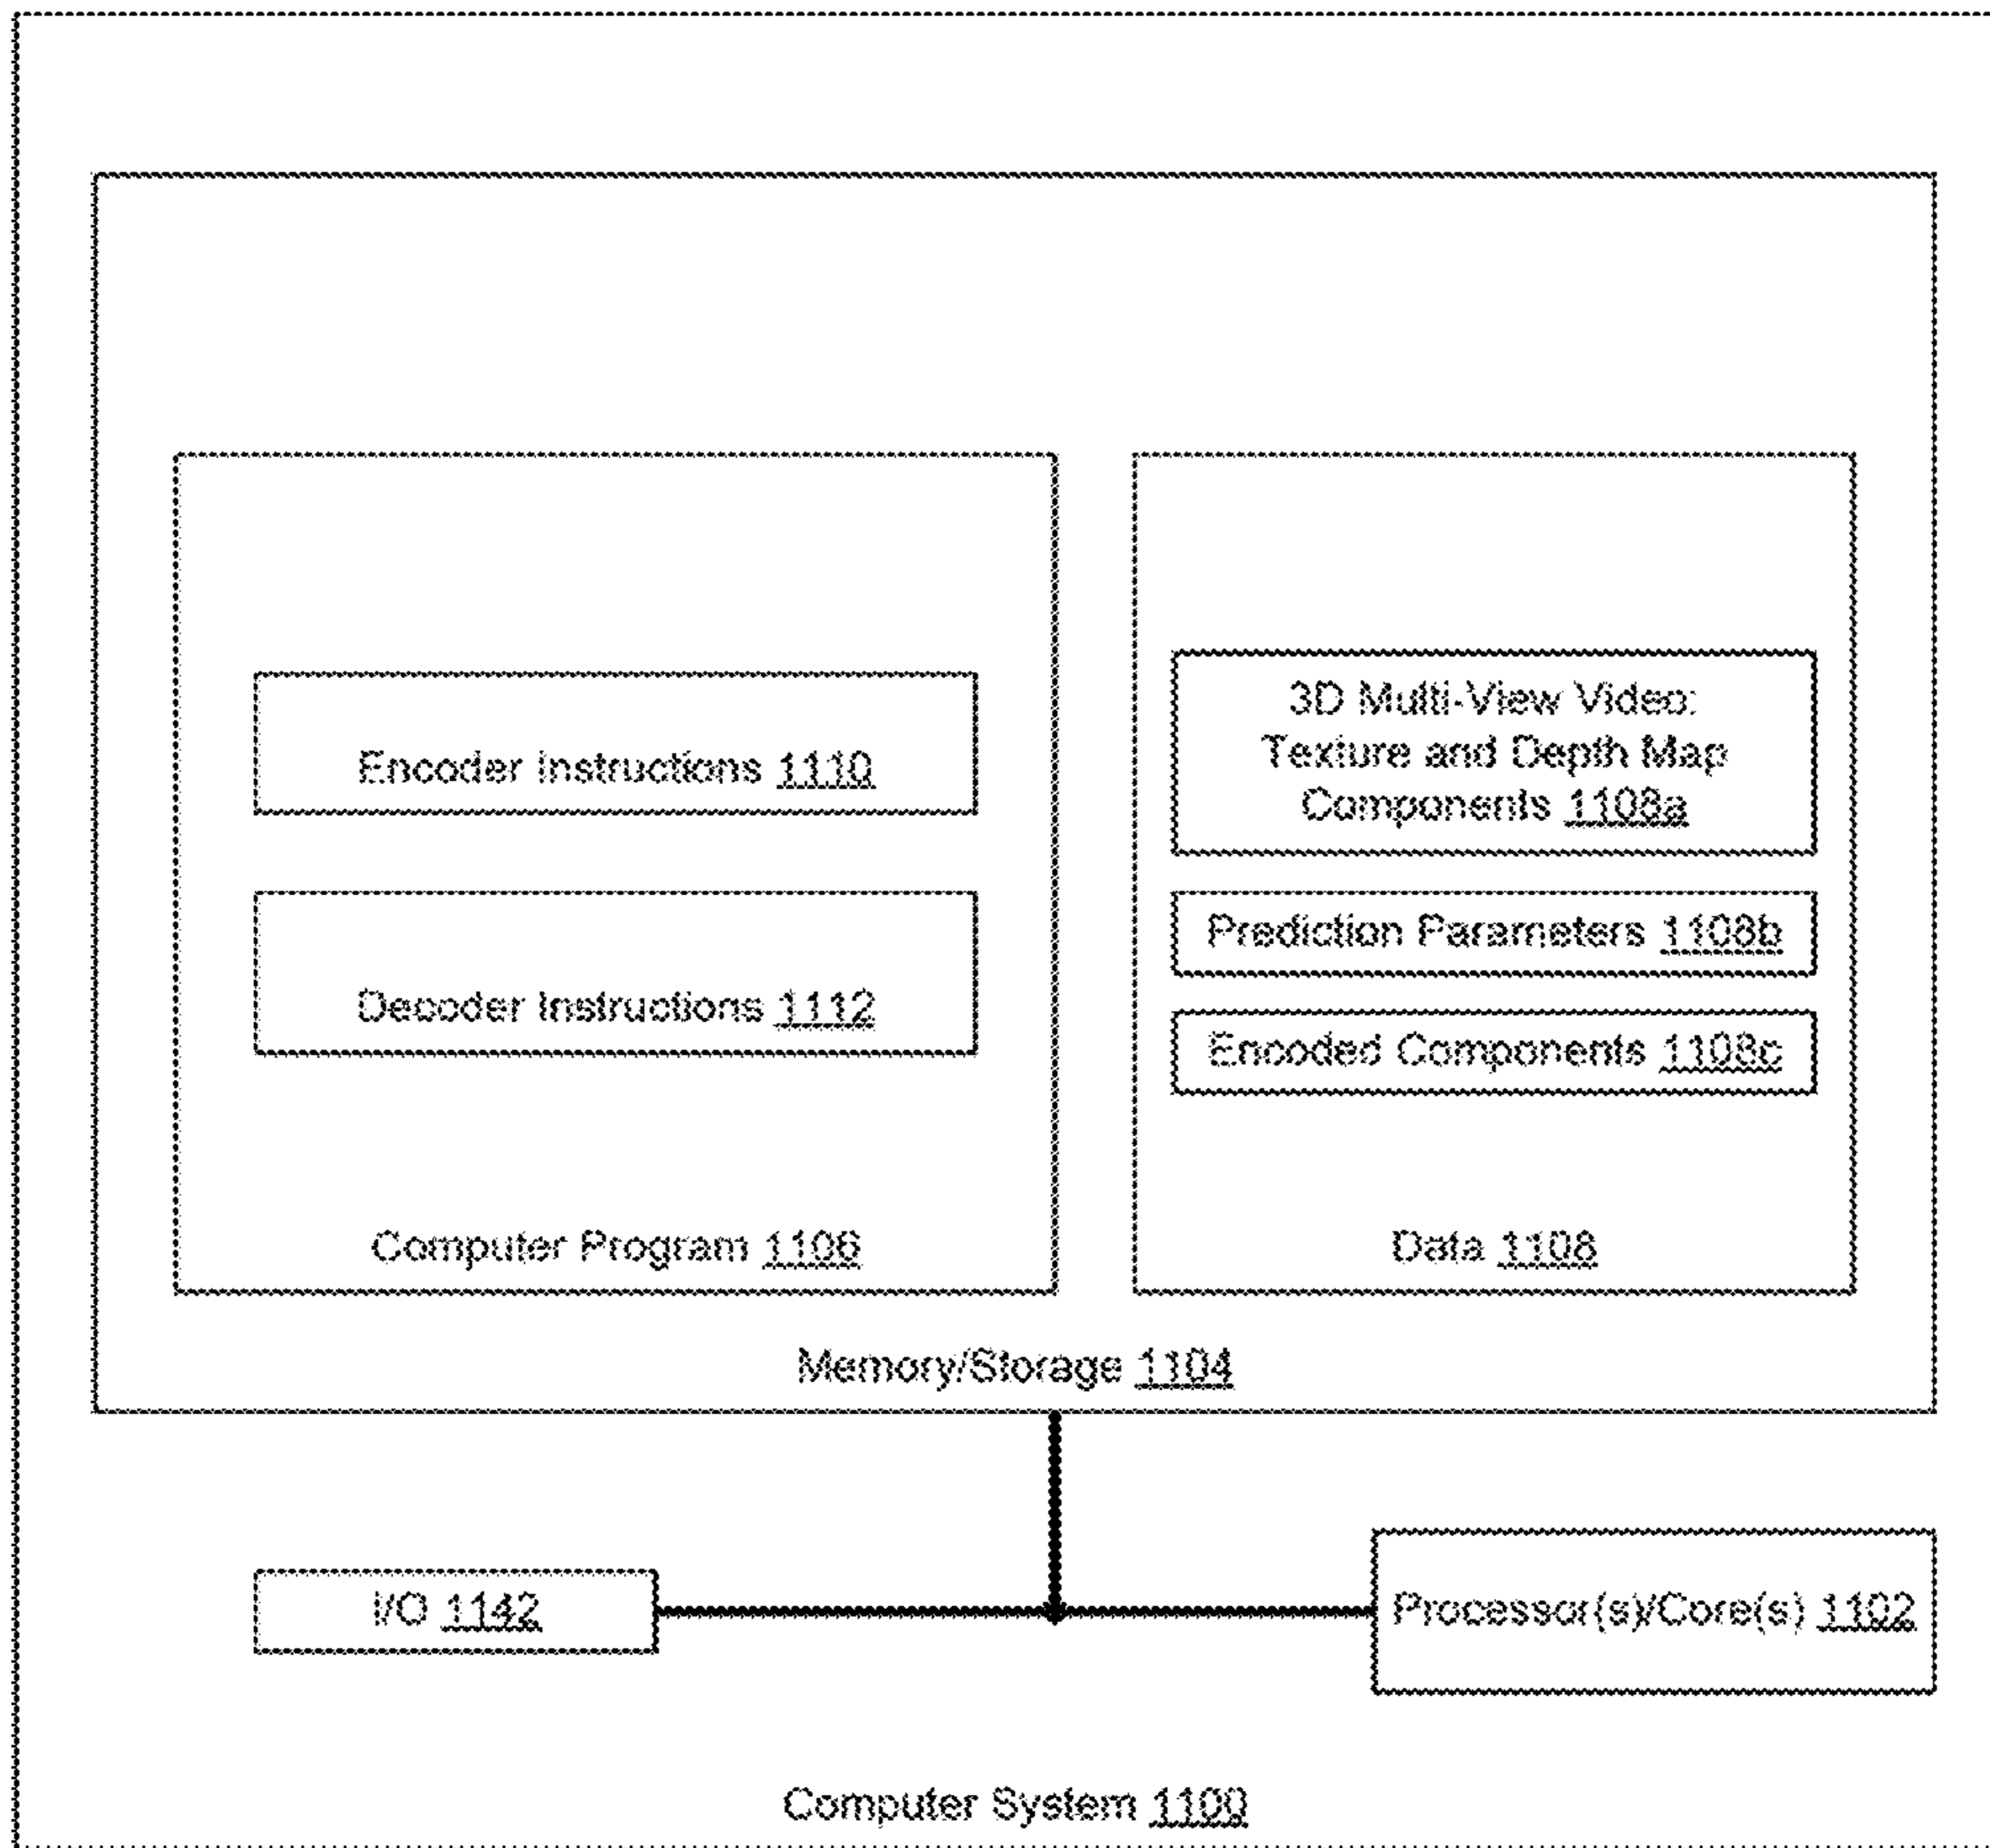 Encoder Instructions 1110
Decoder Instructions 1112
Computer Program 1106
3D Multi-View Video:
Texture and Depth Map
Components 1108a
Prediction Parameters 1108b
Encoded Components 1108c
Data 1108
Memory/Storage 1104
I/O 1142
Processor(s)/Core(s) 1102
Computer System 1100